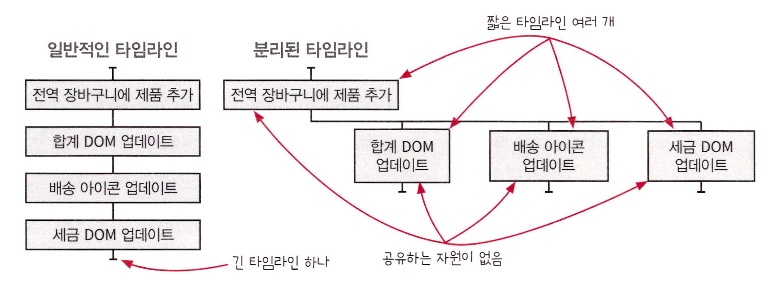 일반적인 타임라인
전역 장바구니에 제품 추가
합계 DOM 업데이트
배송 아이콘 업데이트
세금 DOM 업데이트
긴 타임라인 하나
분리된 타임라인
짧은 타임라인 여러 개
전역 장바구니에 제품 추가
합계 DOM
업데이트
배송 아이콘
업데이트
세금 DOM
업데이트
공유하는 자원이 없음